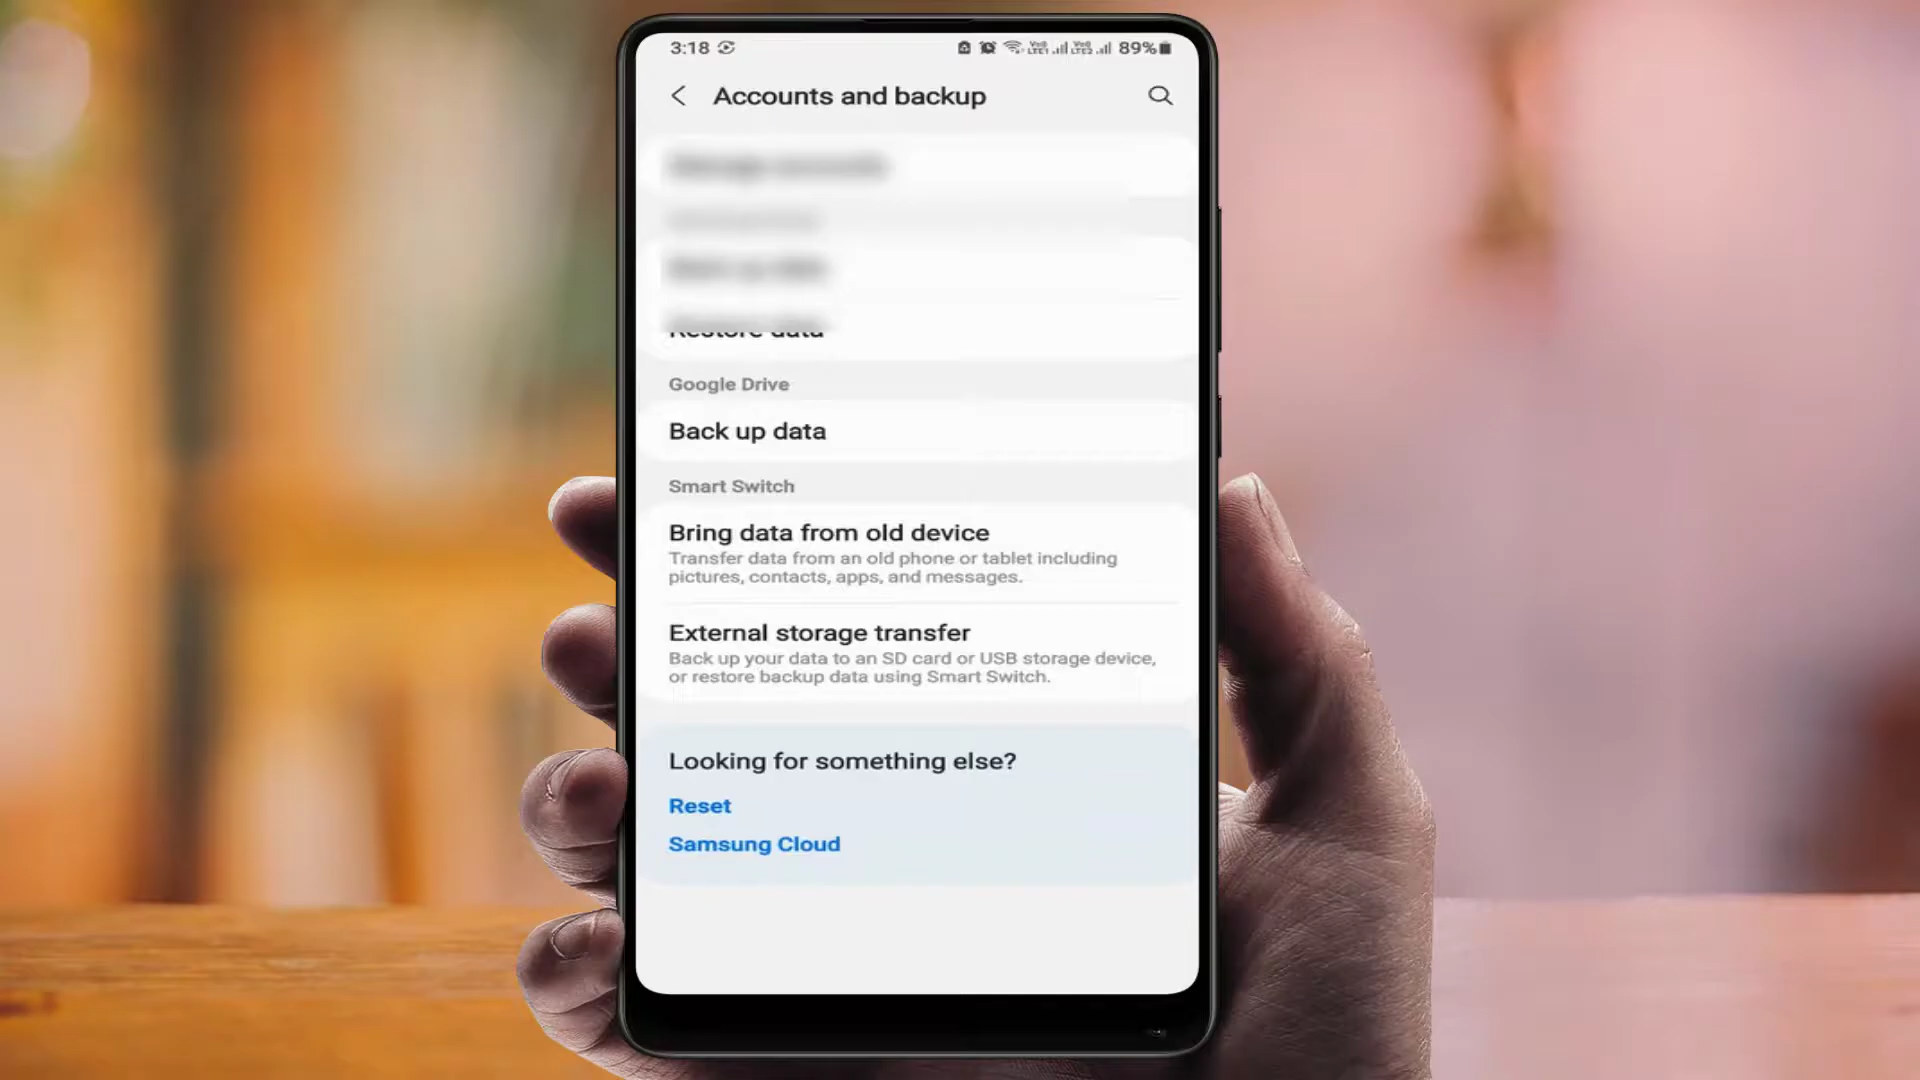 3:18
89%
Accounts and backup
Restore data
Google Drive
Back up data
Smart Switch
Bring data from old device
Transfer data from an old phone or tablet including
pictures, contacts, apps, and messages.
External storage transfer
Back up your data to an SD card or USB storage device,
or restore backup data using Smart Switch.
Looking for something else?
Reset
Samsung Cloud